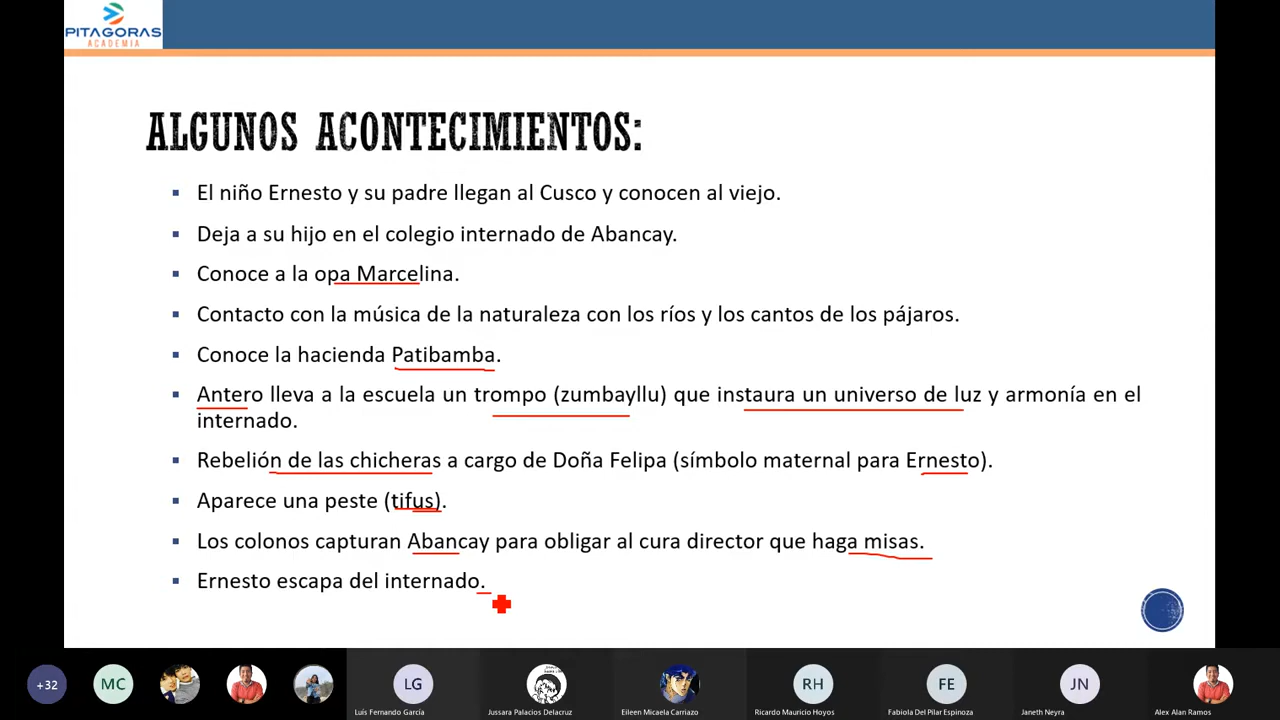 PITAGORAS
ACADEMIA
ALGUNOS ACONTECIMIENTOS:
El niño Ernesto y su padre llegan al Cusco y conocen al viejo.
Deja a su hijo en el colegio internado de Abancay.
Conoce a la opa Marcelina.
Contacto con la música de la naturaleza con los ríos y los cantos de los pájaros.
Conoce la hacienda Patibamba.
Antero lleva a la escuela un trompo (zumbayllu) que instaura un universo de luz y armonía en el
internado.
Rebelión de las chicheras a cargo de Doña Felipa (símbolo maternal para Ernesto).
Aparece una peste (tifus).
Los colonos capturan Abancay para obligar al cura director que haga misas.
Ernesto escapa del internado.
+32 MC LG RH FE JN
Luis Fernando García Jussara Palacios Delacruz Eileen Micaela Carriazo Ricardo Mauricio Hoyos Fabiola Del Pilar Espinoza Janeth Neyra Alex Alan Ramos